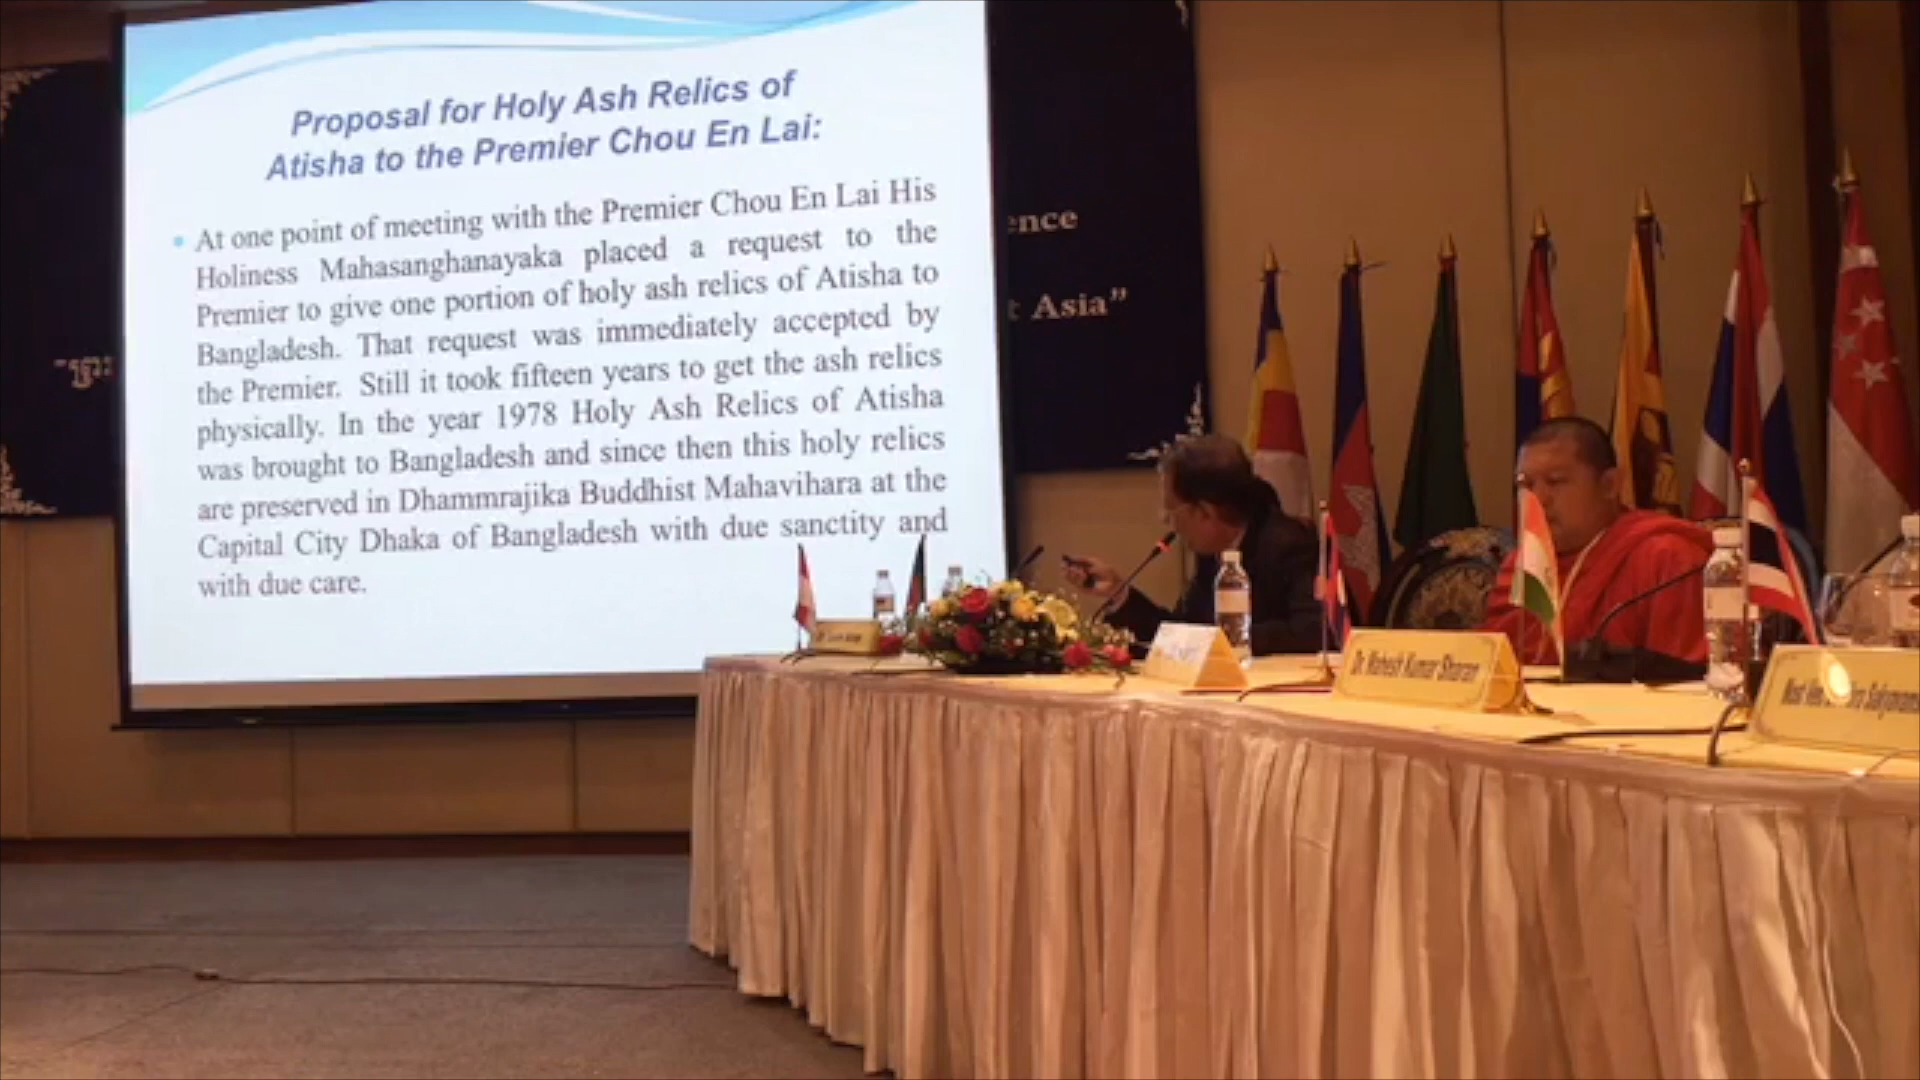 Proposal for Holy Ash Relics of
Atisha to the Premier Chou En Lai:
• At one point of meeting with the Premier Chou En Lai His
Holiness Mahasanghanayaka placed a request to the
Premier to give one portion of holy ash relics of Atisha to
Bangladesh. That request was immediately accepted by
the Premier. Still it took fifteen years to get the ash relics
physically. In the year 1978 Holy Ash Relics of Atisha
was brought to Bangladesh and since then this holy relics
are preserved in Dhammrajika Buddhist Mahavihara at the
Capital City Dhaka of Bangladesh with due sanctity and
with due care.
ence
Asia”
Dr. Mahesh Kumar Sharan
Most Ven.